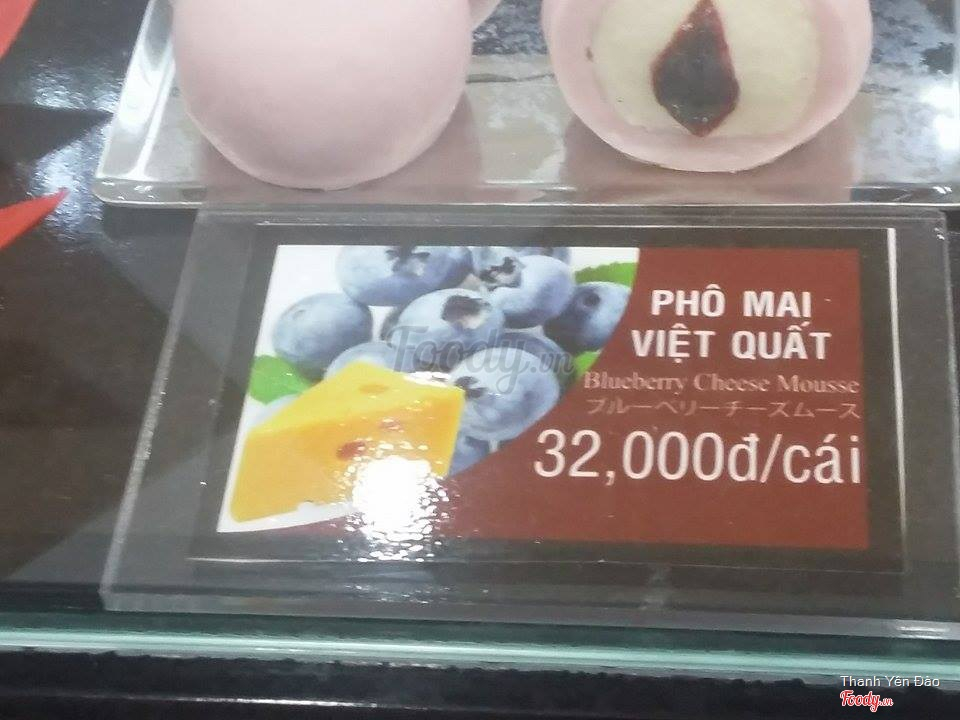 PHÔ MAI
VIỆT QUẤT
Blueberry Cheese Mousse
ブルーベリーチーズムース
32,000đ/cái
Foody.vn
Thanh Yên Đào
Foody.vn